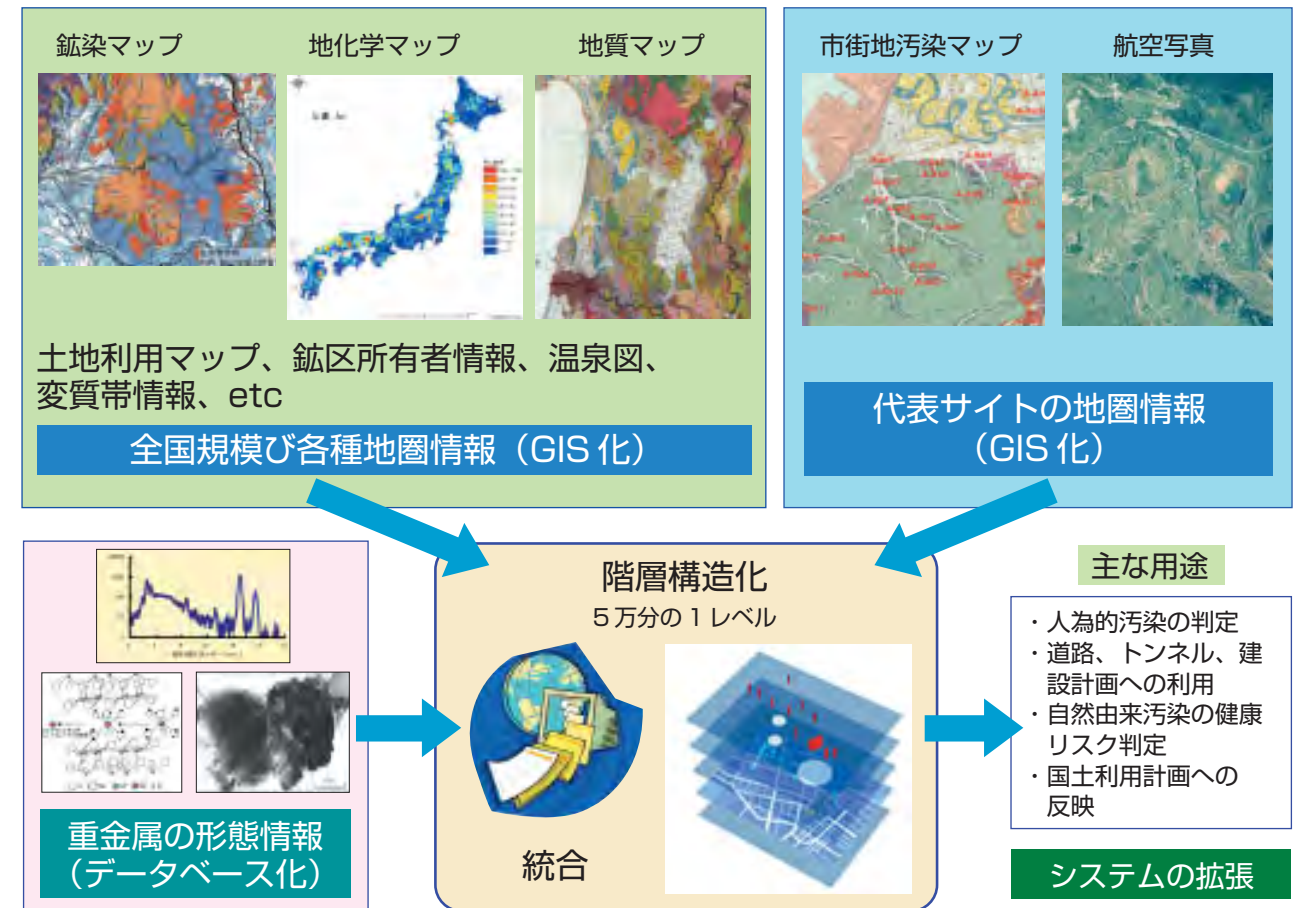 鉱染マップ
地化学マップ
地質マップ
土地利用マップ、鉱区所有者情報、温泉図、
変質帯情報、etc
全国規模び各種地圏情報（GIS 化）
市街地汚染マップ
航空写真
代表サイトの地圏情報
（GIS 化）
重金属の形態情報
（データベース化）
階層構造化
５万分の１レベル
統合
主な用途
・人為的汚染の判定
・道路、トンネル、建
設計画への利用
・自然由来汚染の健康
リスク判定
・国土利用計画への
反映
システムの拡張